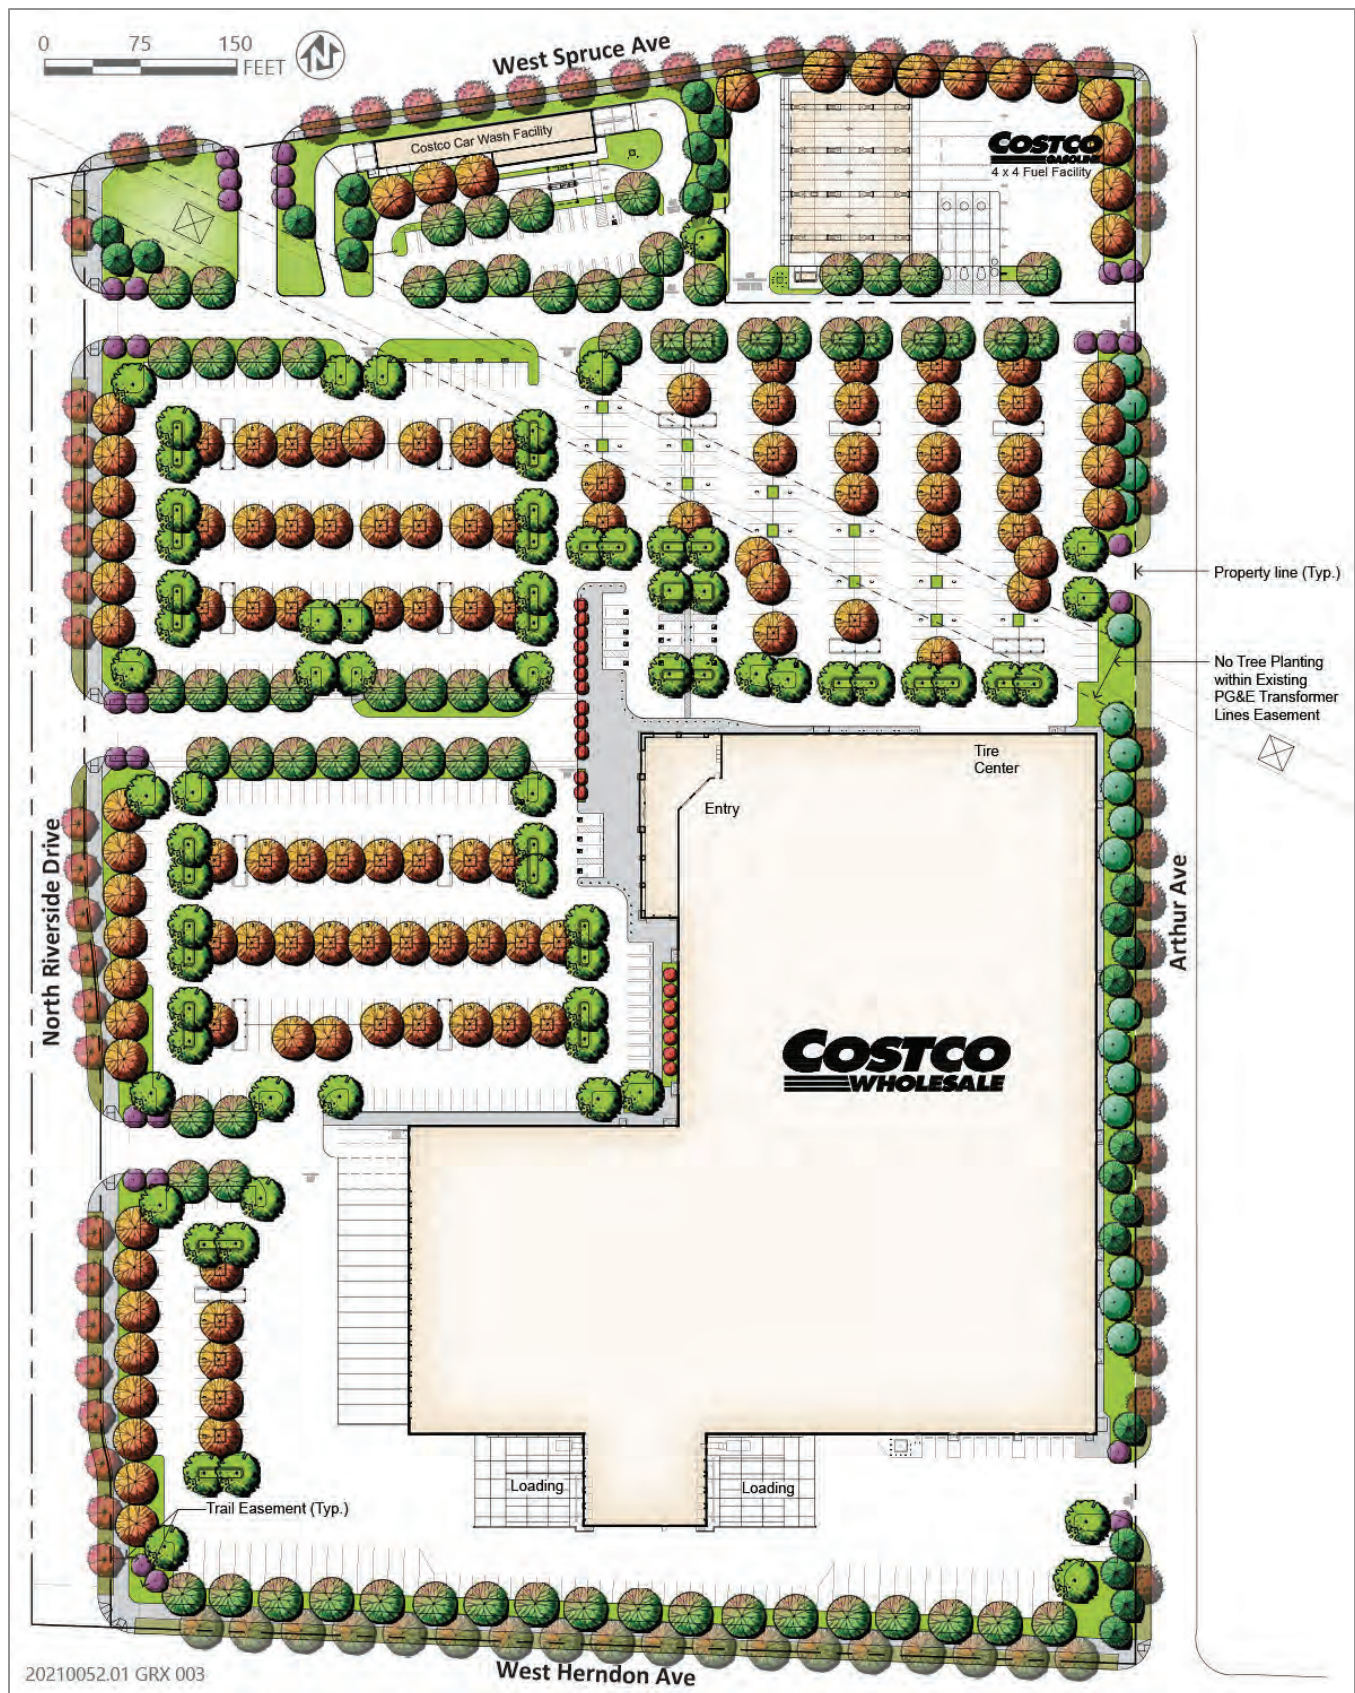 0 75 150
FEET
N
West Spruce Ave
Costco Car Wash Facility
COSTCO
GASOLINE
4 x 4 Fuel Facility
Property line (Typ.)
No Tree Planting
within Existing
PG&E Transformer
Lines Easement
Tire
Center
Entry
North Riverside Drive
Arthur Ave
COSTCO
WHOLESALE
Loading
Loading
Trail Easement (Typ.)
West Herndon Ave
20210052.01 GRX 003